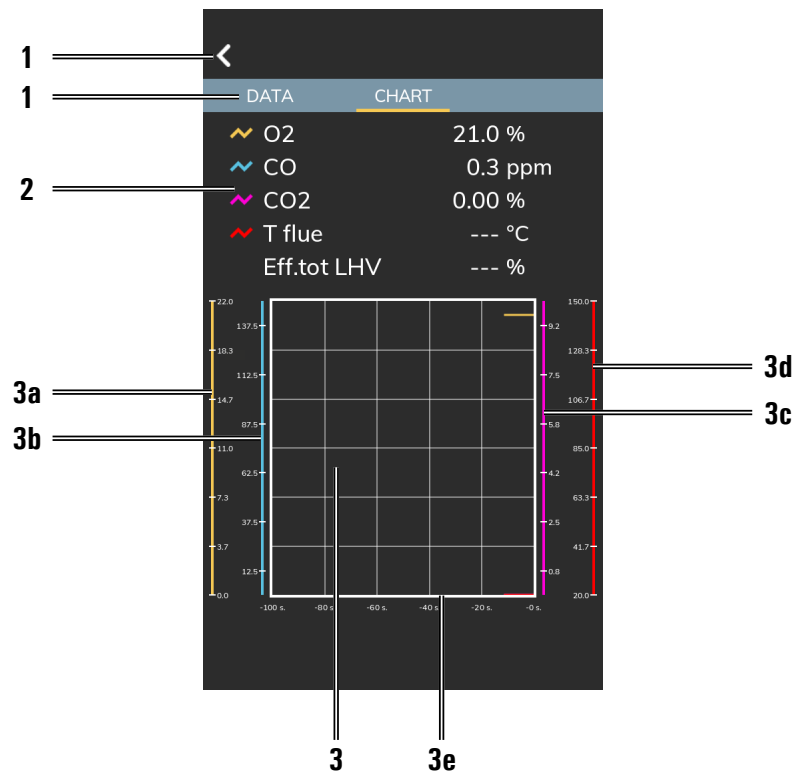 1
1 DATA CHART
O2 21.0 %
CO 0.3 ppm
2
CO2 0.00 %
T flue --- °C
Eff.tot LHV --- %
22.0 150.0
137.5 9.2
18.3 128.3
3d
112.5 7.5
3a
14.7 106.7
3c
87.5 5.8
3b
11.0 85.0
62.5 4.2
7.3 63.3
37.5 2.5
3.7 41.7
12.5 0.8
0.0 20.0
-100 s. -80 s. -60 s. -40 s. -20 s. -0 s.
3 3e